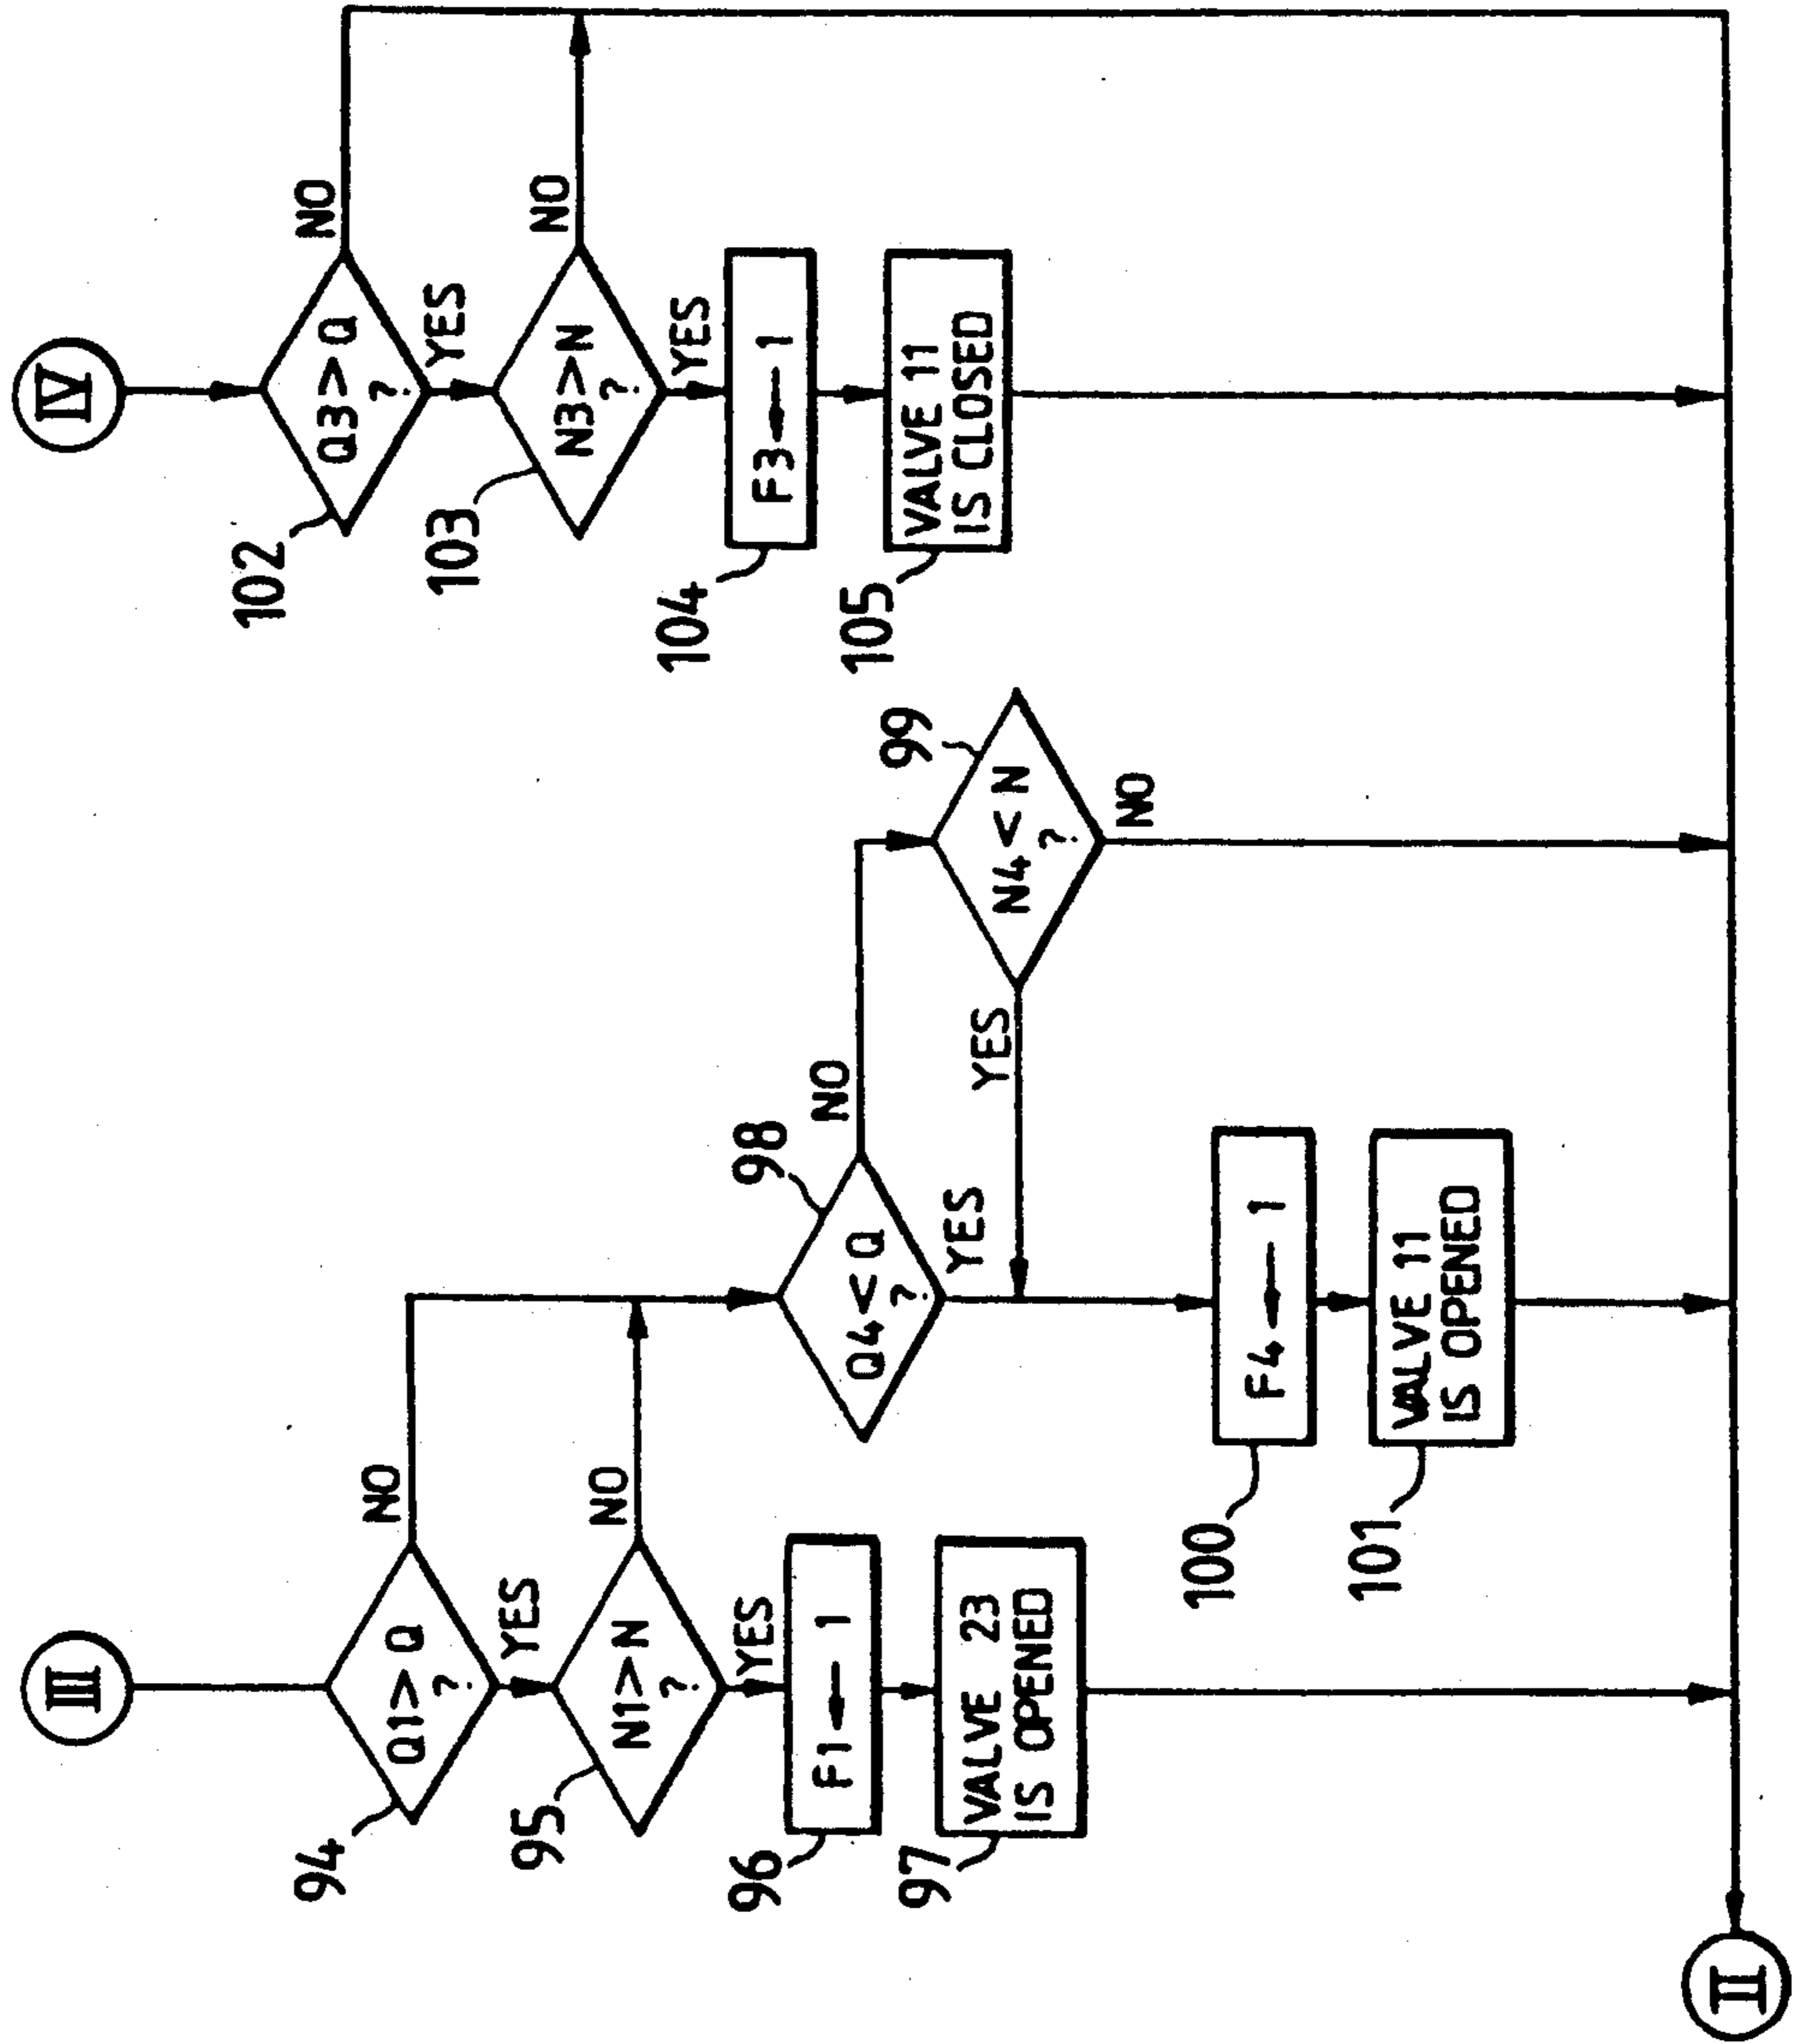 III
94
Q1 > Q
?
NO
YES
95
N1 > N
?
NO
YES
96
F1 ← 1
97
VALVE 23
IS OPENED
98
Q4 < Q
?
NO
YES
99
N4 < N
?
YES
NO
100
F4 ← 1
101
VALVE 11
IS OPENED
IV
102
Q3 > Q
?
NO
YES
103
N3 > N
?
NO
YES
104
F3 ← 1
105
VALVE 11
IS CLOSED
II